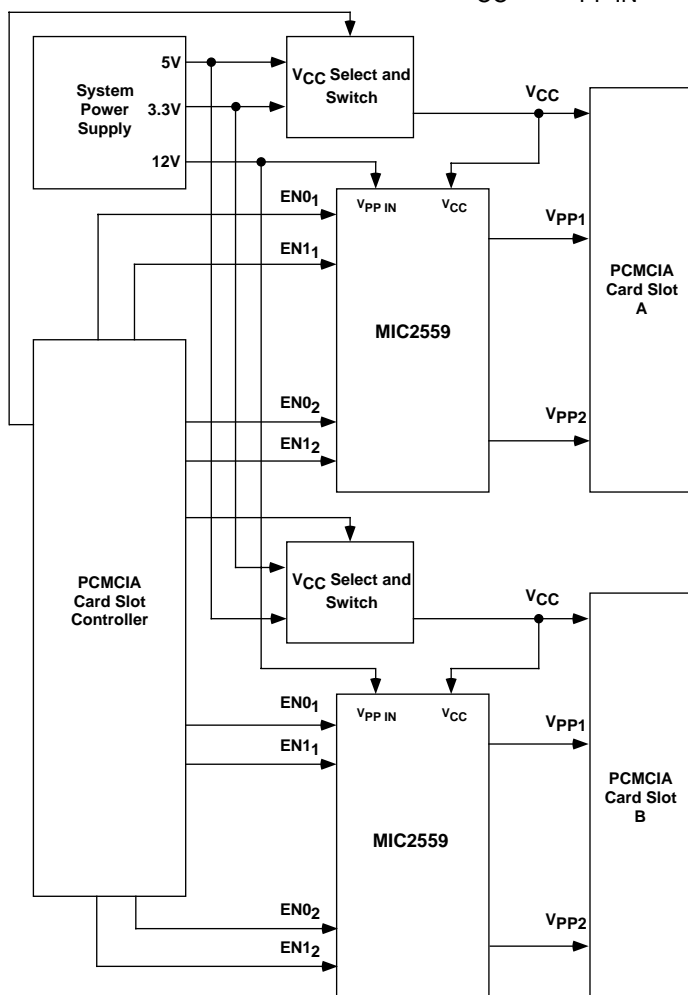 CC PP IN
5V
System
Power
Supply
3.3V
12V
VCC Select and
Switch
VCC
EN01
EN11
VPP IN
VCC
VPP1
MIC2559
PCMCIA
Card Slot
A
EN02
EN12
VPP2
PCMCIA
Card Slot
Controller
VCC Select and
Switch
VCC
EN01
EN11
VPP IN
VCC
VPP1
MIC2559
PCMCIA
Card Slot
B
EN02
EN12
VPP2